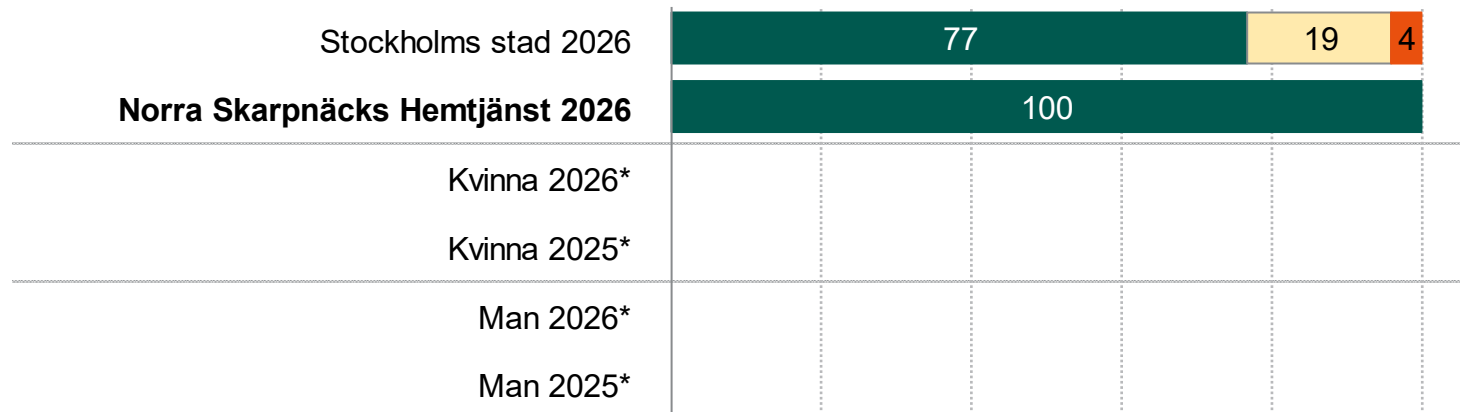 Stockholms stad 2026 77 19 4
Norra Skarpnäcks Hemtjänst 2026 100
Kvinna 2026*
Kvinna 2025*
Man 2026*
Man 2025*